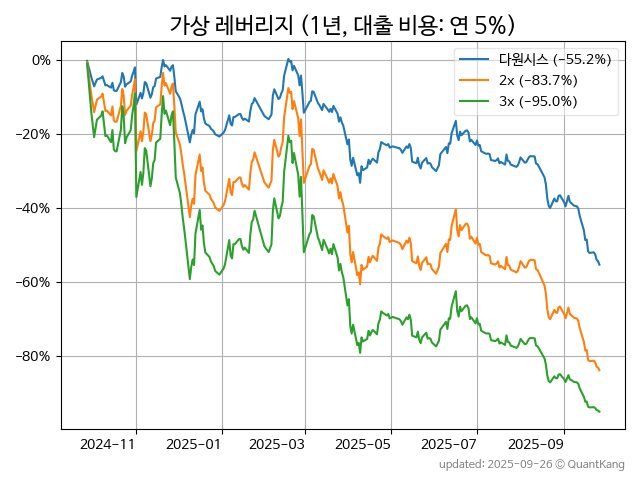 가상 레버리지 (1년, 대출 비용: 연 5%)
다원시스 (−55.2%)
2x (−83.7%)
3x (−95.0%)
0%
−20%
−40%
−60%
−80%
2024-11 2025-01 2025-03 2025-05 2025-07 2025-09
updated: 2025-09-26 © QuantKang